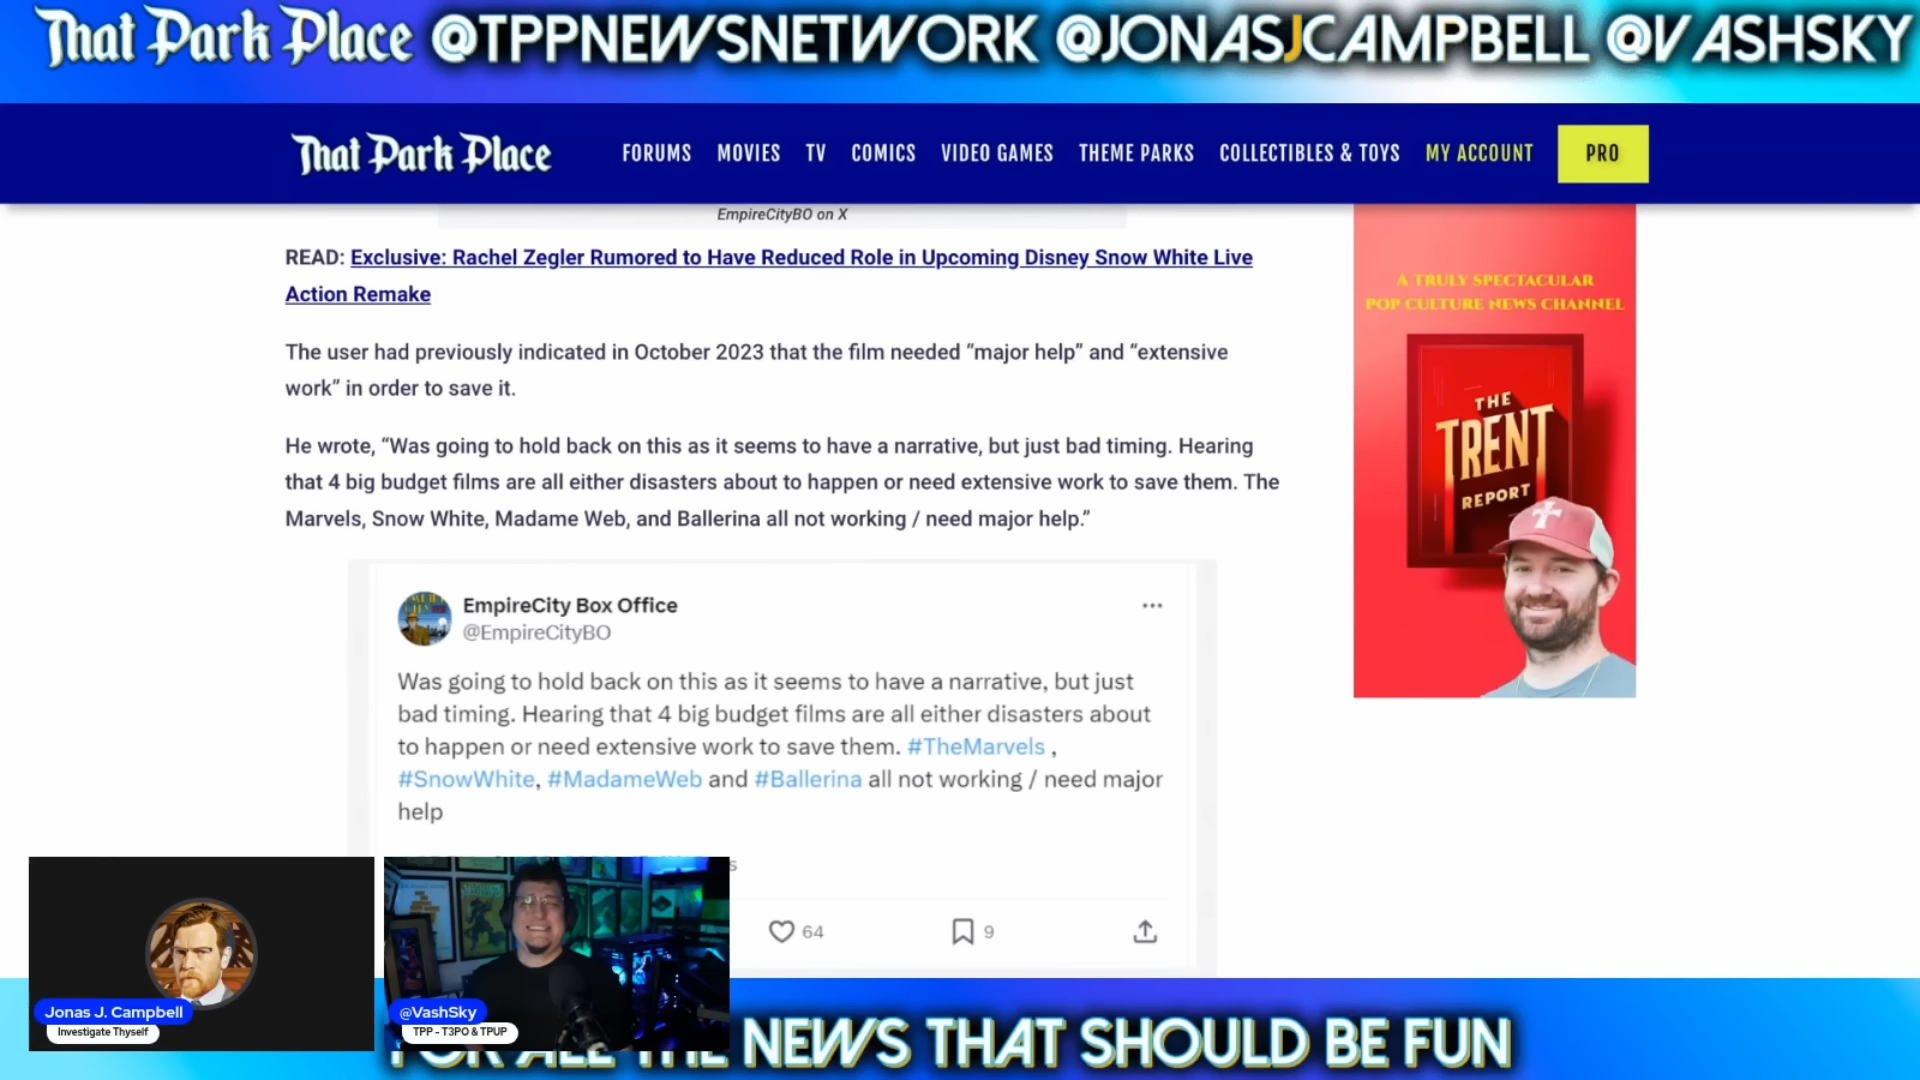 That Park Place @TPPNEWSNETWORK @JONASJCAMPBELL @VASHSKY
That Park Place FORUMS MOVIES TV COMICS VIDEO GAMES THEME PARKS COLLECTIBLES & TOYS MY ACCOUNT PRO
EmpireCityBO on X
READ: Exclusive: Rachel Zegler Rumored to Have Reduced Role in Upcoming Disney Snow White Live
Action Remake
The user had previously indicated in October 2023 that the film needed “major help” and “extensive
work” in order to save it.
He wrote, “Was going to hold back on this as it seems to have a narrative, but just bad timing. Hearing
that 4 big budget films are all either disasters about to happen or need extensive work to save them. The
Marvels, Snow White, Madame Web, and Ballerina all not working / need major help.”
A TRULY SPECTACULAR
POP CULTURE NEWS CHANNEL
THE
TRENT
REPORT
EmpireCity Box Office
@EmpireCityBO
Was going to hold back on this as it seems to have a narrative, but just
bad timing. Hearing that 4 big budget films are all either disasters about
to happen or need extensive work to save them. #TheMarvels ,
#SnowWhite, #MadameWeb and #Ballerina all not working / need major
help
64 9
Jonas J. Campbell
Investigate Thyself
@VashSky
TPP - T3PO & TPUP
FOR ALL THE NEWS THAT SHOULD BE FUN